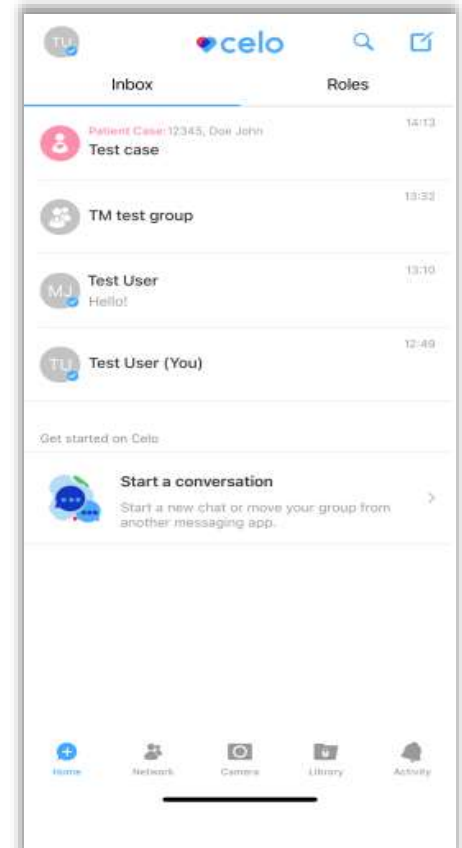 TU
celo
Inbox
Roles
Patient Case: 12345, Doe John
14:13
Test case
TM test group
13:32
Test User
13:10
MJ
Hello!
12:49
TU
Test User (You)
Get started on Celo
Start a conversation
Start a new chat or move your group from
another messaging app.
Home
Network
Camera
Library
Activity